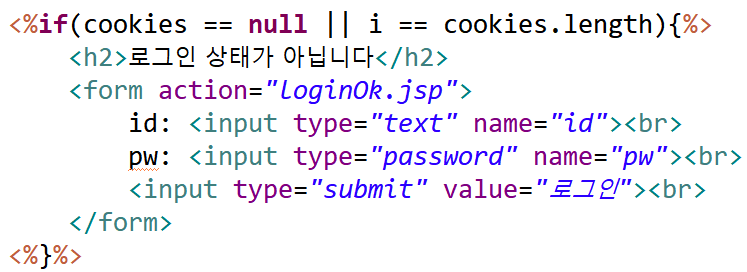 <%if(cookies == null || i == cookies.length){%>
    <h2>로그인 상태가 아닙니다</h2>
    <form action="loginOk.jsp">
        id: <input type="text" name="id"><br>
        pw: <input type="password" name="pw"><br>
        <input type="submit" value="로그인"><br>
    </form>
<%}%>